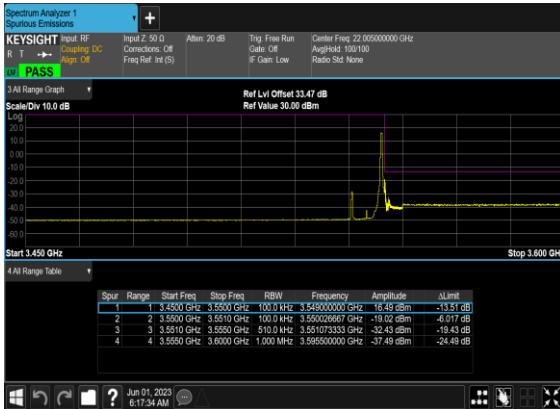 Spectrum Analyzer 1
Spurious Emissions
+
KEYSIGHT Input: RF Input Z: 50 Ω Atten: 20 dB Trig: Free Run Center Freq: 22.005000000 GHz
R T Coupling: DC Corrections: Off Gate: Off Avg|Hold: 100/100
Align: Off Freq Ref: Int (S) IF Gain: Low Radio Std: None
PASS
3 All Range Graph
Ref Lvl Offset 33.47 dB
Scale/Div 10.0 dB Ref Value 30.00 dBm
Log
20.0
10.0
0.00
-10.0
-20.0
-30.0
-40.0
-50.0
-60.0
Start 3.450 GHz Stop 3.600 GH
4 All Range Table
Spur Range Start Freq Stop Freq RBW Frequency Amplitude ΔLimit
1 1 3.4500 GHz 3.5500 GHz 100.0 kHz 3.549000000 GHz 16.49 dBm -13.51 dB
2 2 3.5500 GHz 3.5510 GHz 100.0 kHz 3.550026667 GHz -19.02 dBm -6.017 dB
3 3 3.5510 GHz 3.5550 GHz 510.0 kHz 3.551073333 GHz -32.43 dBm -19.43 dB
4 4 3.5550 GHz 3.6000 GHz 1.000 MHz 3.595500000 GHz -37.49 dBm -24.49 dB
? Jun 01, 2023
6:17:34 AM